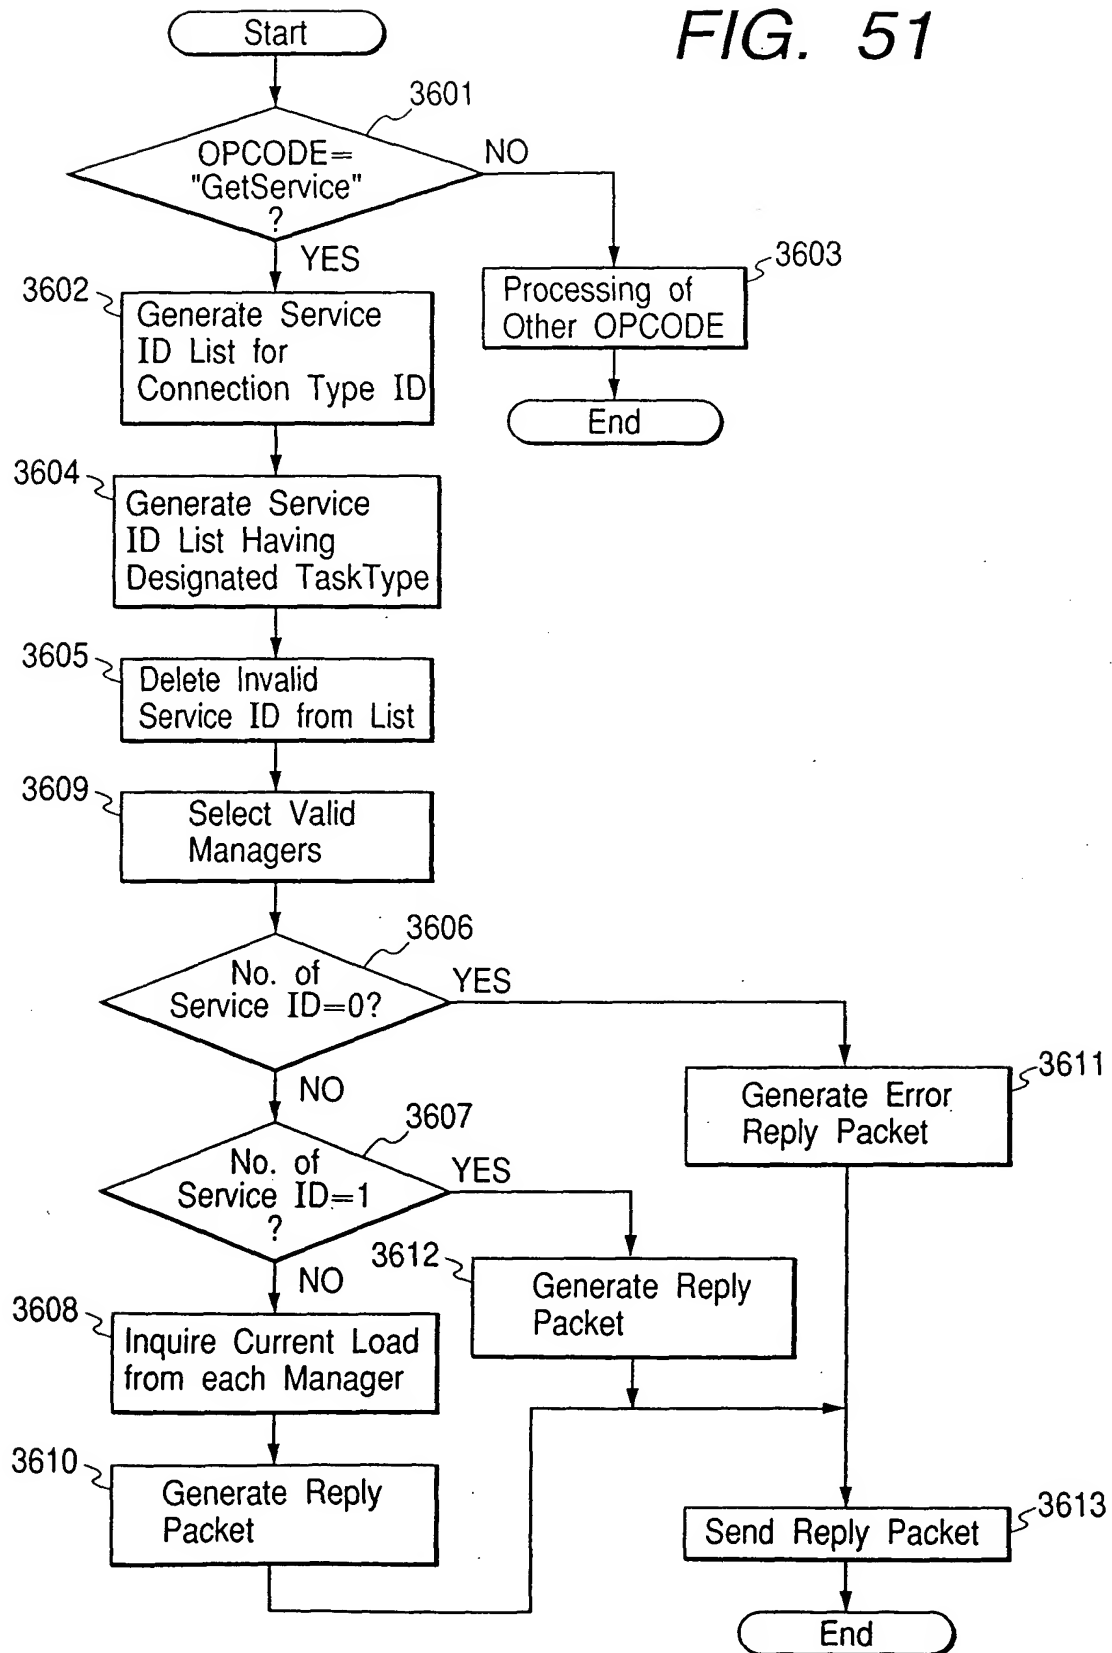 FIG. 51
Start
3601
OPCODE=
"GetService"
?
NO
YES
3602
Generate Service
ID List for
Connection Type ID
3603
Processing of
Other OPCODE
End
3604
Generate Service
ID List Having
Designated TaskType
3605
Delete Invalid
Service ID from List
3609
Select Valid
Managers
3606
No. of
Service ID=0?
YES
NO
3611
Generate Error
Reply Packet
3607
No. of
Service ID=1
?
YES
NO
3612
Generate Reply
Packet
3608
Inquire Current Load
from each Manager
3610
Generate Reply
Packet
3613
Send Reply Packet
End